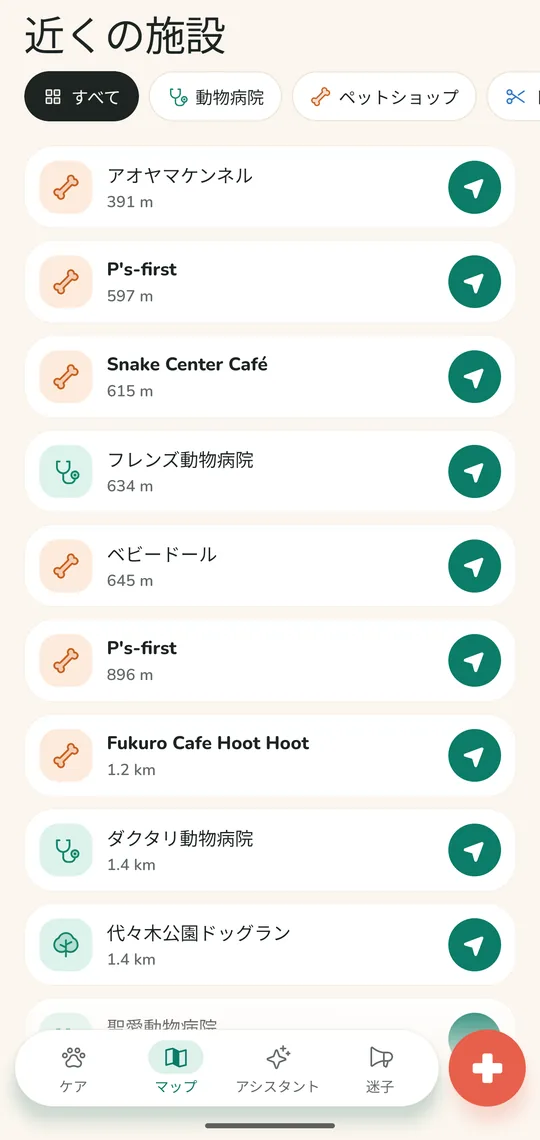 近くの施設
すべて
動物病院
ペットショップ
アオヤマケンネル
391 m
P's-first
597 m
Snake Center Café
615 m
フレンズ動物病院
634 m
ベビードール
645 m
P's-first
896 m
Fukuro Cafe Hoot Hoot
1.2 km
ダクタリ動物病院
1.4 km
代々木公園ドッグラン
1.4 km
聖愛動物病院
ケア
マップ
アシスタント
迷子